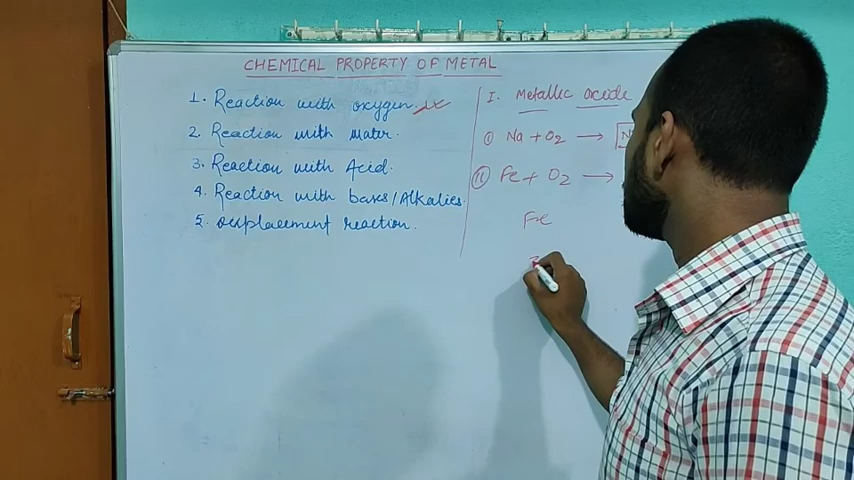 CHEMICAL PROPERTY OF METAL
1. Reaction with oxygen.
2. Reaction with water.
3. Reaction with Acid.
4. Reaction with bases/Alkalies.
5. Displacement reaction.
I. Metallic oxide
(i) Na + O2 → N
(ii) Fe + O2 →
Fe
3